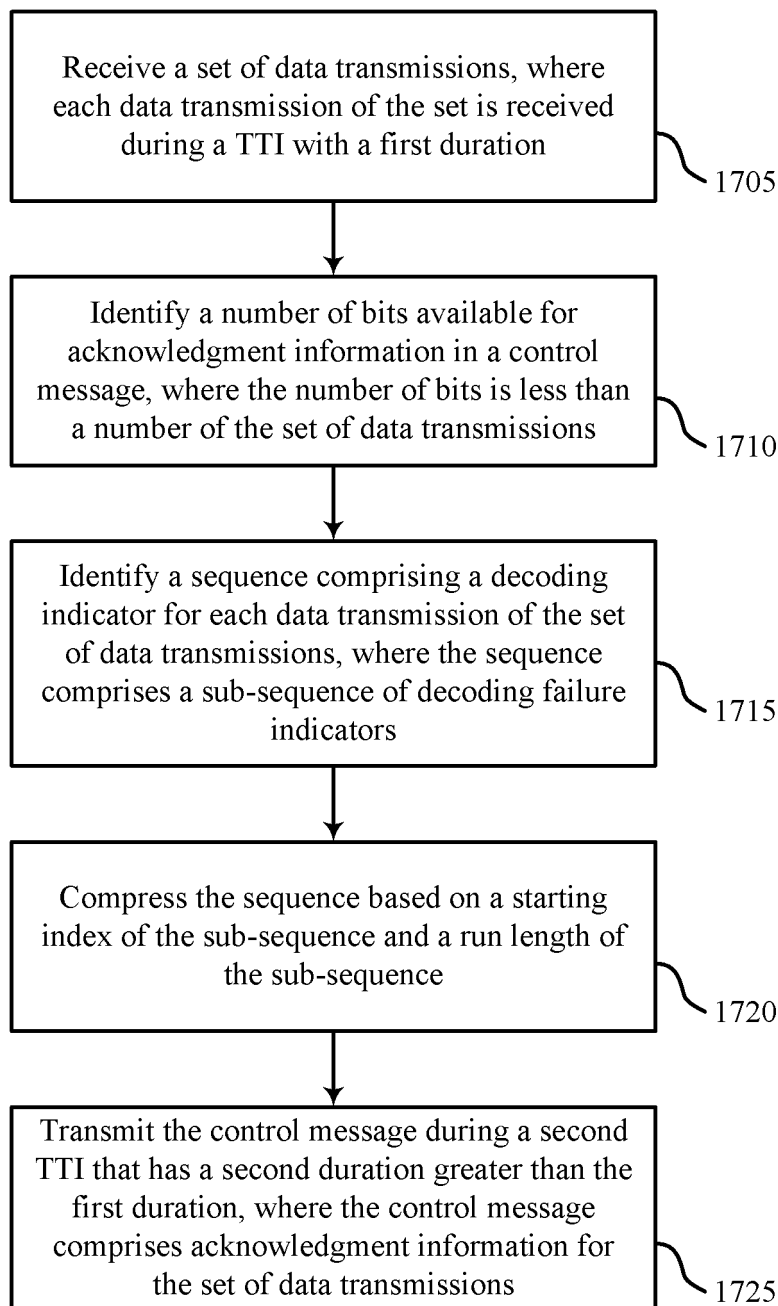 Receive a set of data transmissions, where
each data transmission of the set is received
during a TTI with a first duration
1705
Identify a number of bits available for
acknowledgment information in a control
message, where the number of bits is less than
a number of the set of data transmissions
1710
Identify a sequence comprising a decoding
indicator for each data transmission of the set
of data transmissions, where the sequence
comprises a sub-sequence of decoding failure
indicators
1715
Compress the sequence based on a starting
index of the sub-sequence and a run length of
the sub-sequence
1720
Transmit the control message during a second
TTI that has a second duration greater than the
first duration, where the control message
comprises acknowledgment information for
the set of data transmissions
1725